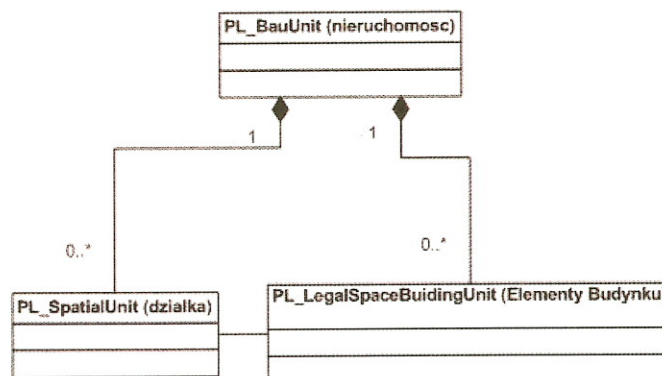 PL_BauUnit (nieruchomosc)
1
1
0..*
0..*
PL_SpatialUnit (dzialka)
PL_LegalSpaceBuidingUnit (Elementy Budynku